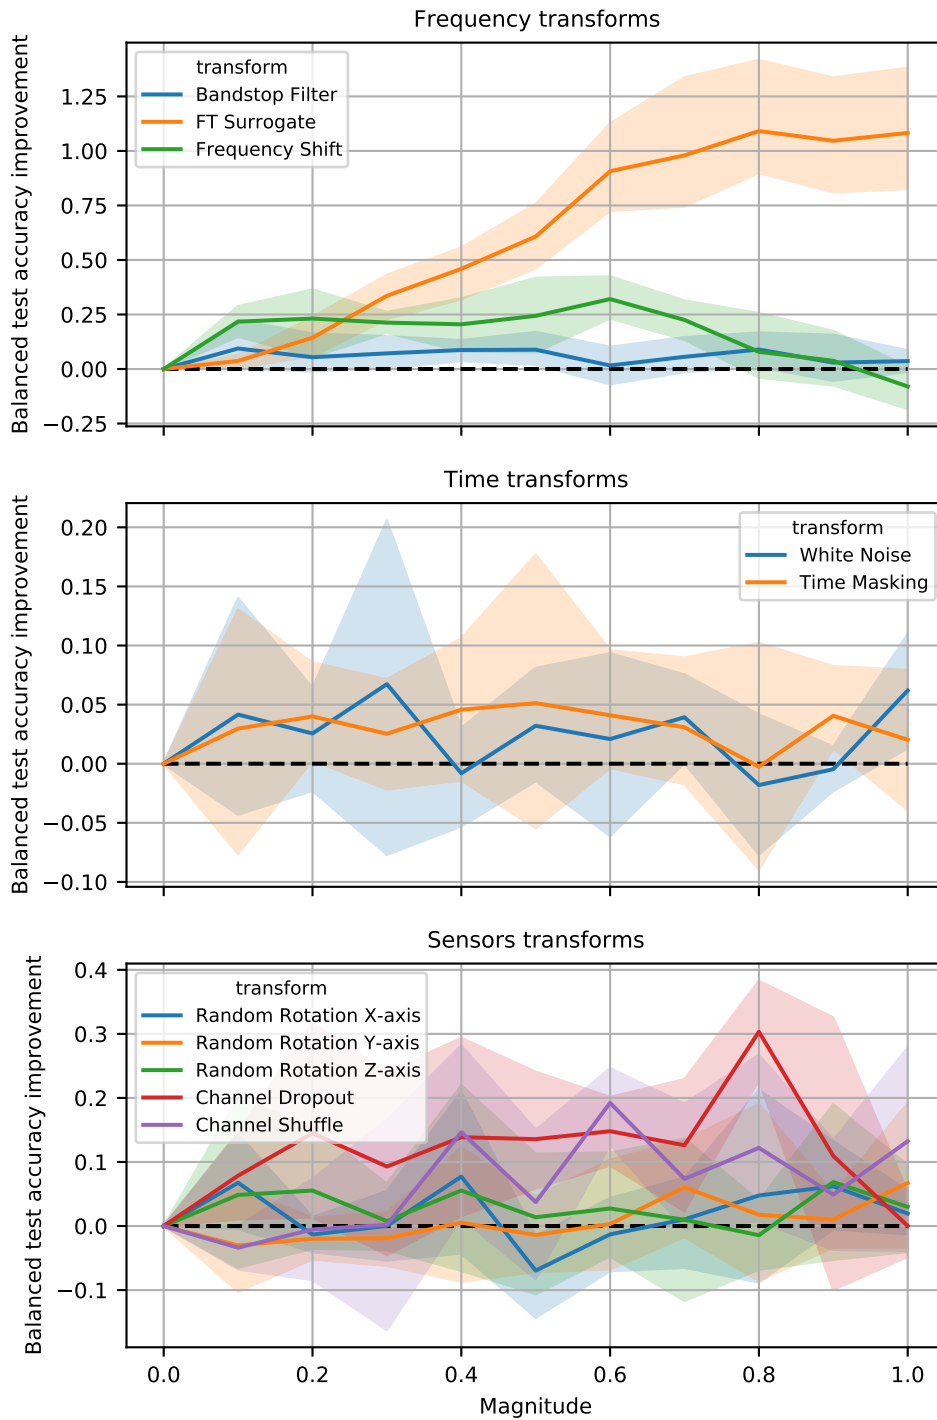 Frequency transforms
Balanced test accuracy improvement
1.25
1.00
0.75
0.50
0.25
0.00
−0.25
transform
Bandstop Filter
FT Surrogate
Frequency Shift
Time transforms
Balanced test accuracy improvement
0.20
0.15
0.10
0.05
0.00
−0.05
−0.10
transform
White Noise
Time Masking
Sensors transforms
Balanced test accuracy improvement
0.4
0.3
0.2
0.1
0.0
−0.1
transform
Random Rotation X-axis
Random Rotation Y-axis
Random Rotation Z-axis
Channel Dropout
Channel Shuffle
0.0 0.2 0.4 0.6 0.8 1.0
Magnitude